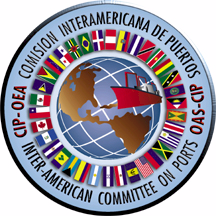 CIP-OEA COMISION INTERAMERICANA DE PUERTOS
CIP-OAS INTER-AMERICAN COMMITTEE ON PORTS